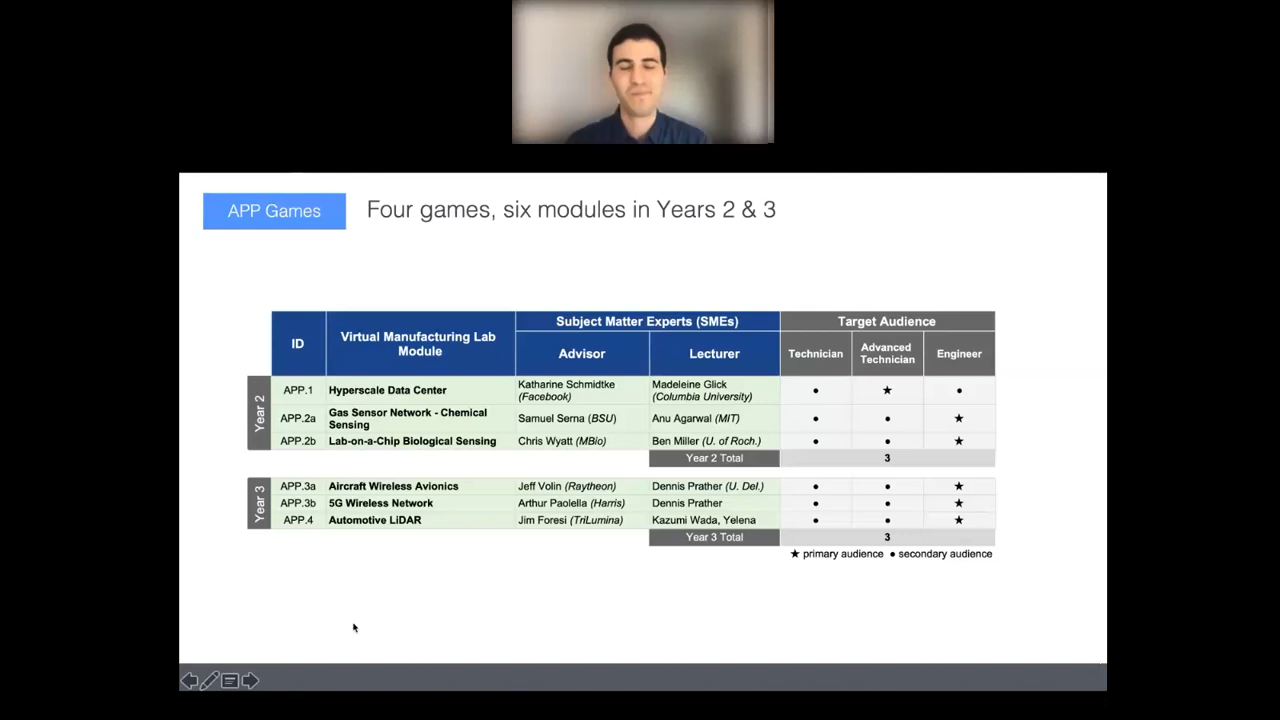 APP Games
Four games, six modules in Years 2 & 3
ID
Virtual Manufacturing Lab
Module
Subject Matter Experts (SMEs)
Advisor
Lecturer
Target Audience
Technician
Advanced
Technician
Engineer
Year 2
APP.1 Hyperscale Data Center Katharine Schmidtke Madeleine Glick ● ★ ●
(Facebook) (Columbia University)
APP.2a Gas Sensor Network - Chemical Samuel Serna (BSU) Anu Agarwal (MIT) ● ● ★
Sensing
APP.2b Lab-on-a-Chip Biological Sensing Chris Wyatt (MBio) Ben Miller (U. of Roch.) ● ● ★
Year 2 Total 3
Year 3
APP.3a Aircraft Wireless Avionics Jeff Volin (Raytheon) Dennis Prather (U. Del.) ● ● ★
APP.3b 5G Wireless Network Arthur Paolella (Harris) Dennis Prather ● ● ★
APP.4 Automotive LiDAR Jim Foresi (TriLumina) Kazumi Wada, Yelena ● ● ★
Year 3 Total 3
★ primary audience ● secondary audience